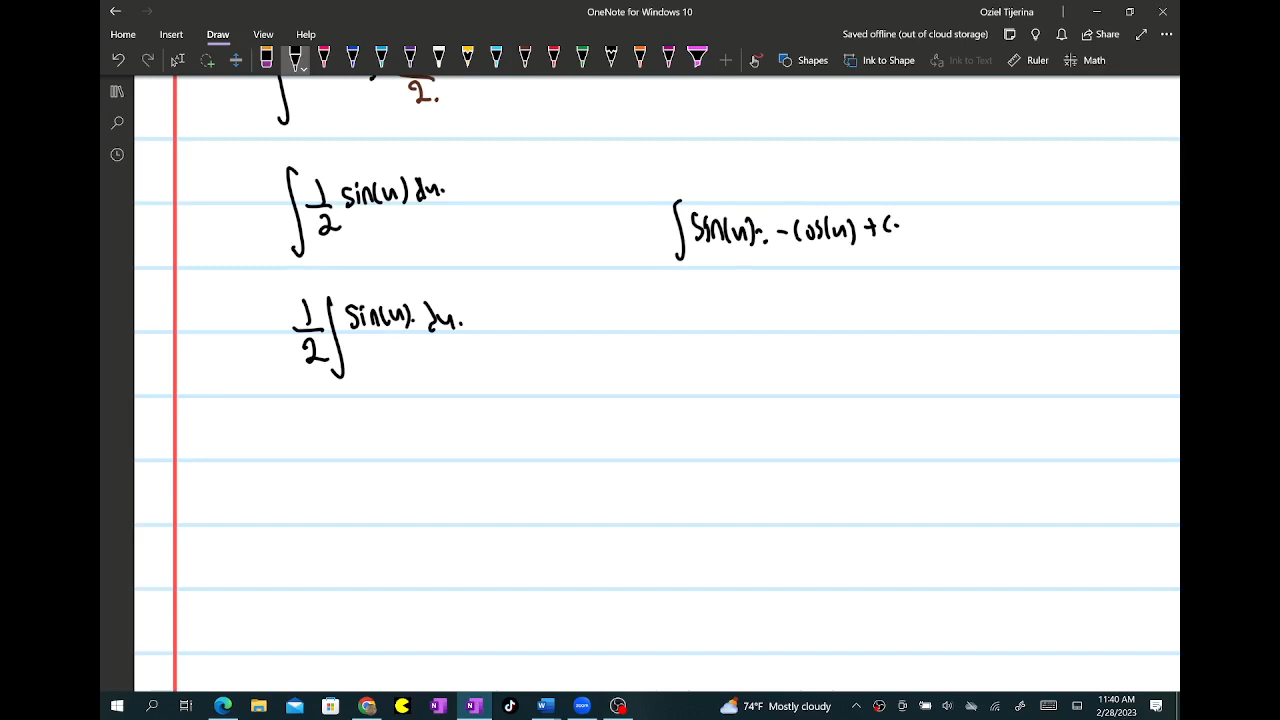 OneNote for Windows 10
Oziel Tijerina
Home Insert Draw View Help
Saved offline (out of cloud storage)
Share
Shapes Ink to Shape Ink to Text Ruler Math
∫ 2.
∫ 1/2 sin(u) du.
∫ sin(u) = -cos(u) + c.
1/2 ∫ sin(u). du.
74°F Mostly cloudy
11:40 AM
2/28/2023